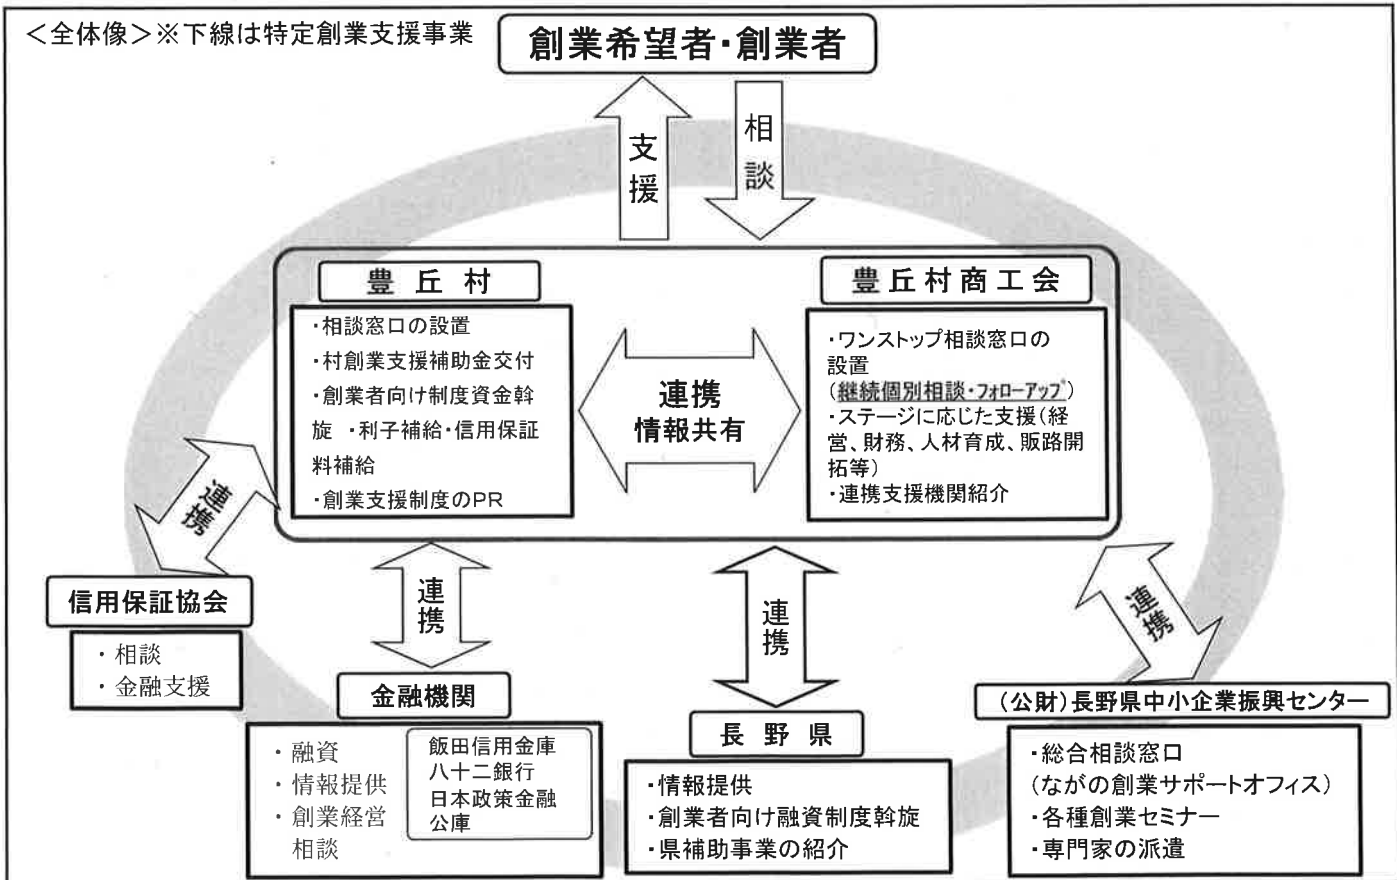 ＜全体像＞※下線は特定創業支援事業
創業希望者・創業者
支援
相談
豊丘村
・相談窓口の設置
・村創業支援補助金交付
・創業者向け制度資金斡
旋 ・利子補給・信用保証
料補給
・創業支援制度のPR
連携
情報共有
豊丘村商工会
・ワンストップ相談窓口の
設置
(継続個別相談・フォローアップ)
・ステージに応じた支援(経
営、財務、人材育成、販路開
拓等)
・連携支援機関紹介
連携
連携
連携
連携
信用保証協会
・相談
・金融支援
金融機関
・融資
・情報提供
・創業経営
相談
飯田信用金庫
八十二銀行
日本政策金融
公庫
長野県
・情報提供
・創業者向け融資制度斡旋
・県補助事業の紹介
(公財)長野県中小企業振興センター
・総合相談窓口
(ながの創業サポートオフィス)
・各種創業セミナー
・専門家の派遣